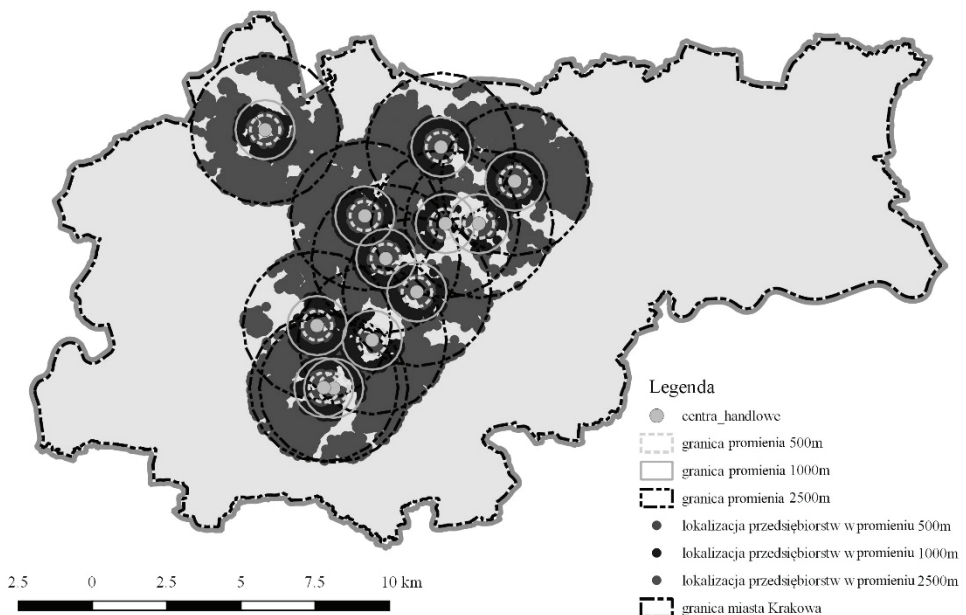 Legenda
centra_handlowe
granica promienia 500m
granica promienia 1000m
granica promienia 2500m
lokalizacja przedsiębiorstw w promieniu 500m
lokalizacja przedsiębiorstw w promieniu 1000m
lokalizacja przedsiębiorstw w promieniu 2500m
granica miasta Krakowa
2.5 0 2.5 5 7.5 10 km